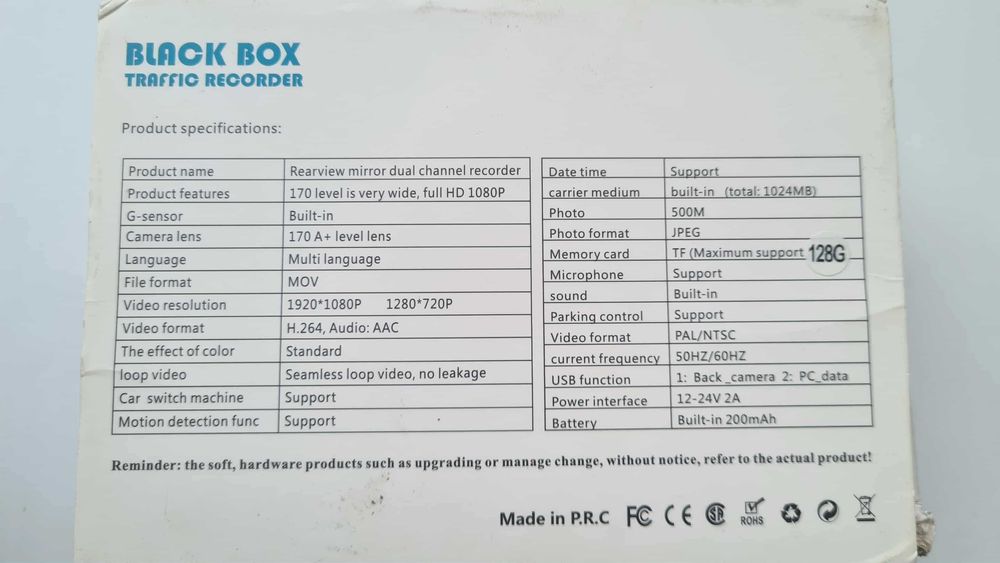 BLACK BOX
TRAFFIC RECORDER
Product specifications:
Product name Rearview mirror dual channel recorder
Product features 170 level is very wide, full HD 1080P
G-sensor Built-in
Camera lens 170 A+ level lens
Language Multi language
File format MOV
Video resolution 1920*1080P 1280*720P
Video format H.264, Audio: AAC
The effect of color Standard
loop video Seamless loop video, no leakage
Car switch machine Support
Motion detection func Support
Date time Support
carrier medium built-in (total: 1024MB)
Photo 500M
Photo format JPEG
Memory card TF (Maximum support 128G
Microphone Support
sound Built-in
Parking control Support
Video format PAL/NTSC
current frequency 50HZ/60HZ
USB function 1: Back_camera 2: PC_data
Power interface 12-24V 2A
Battery Built-in 200mAh
Reminder: the soft, hardware products such as upgrading or manage change, without notice, refer to the actual product!
Made in P.R.C FC CE SR ROHS